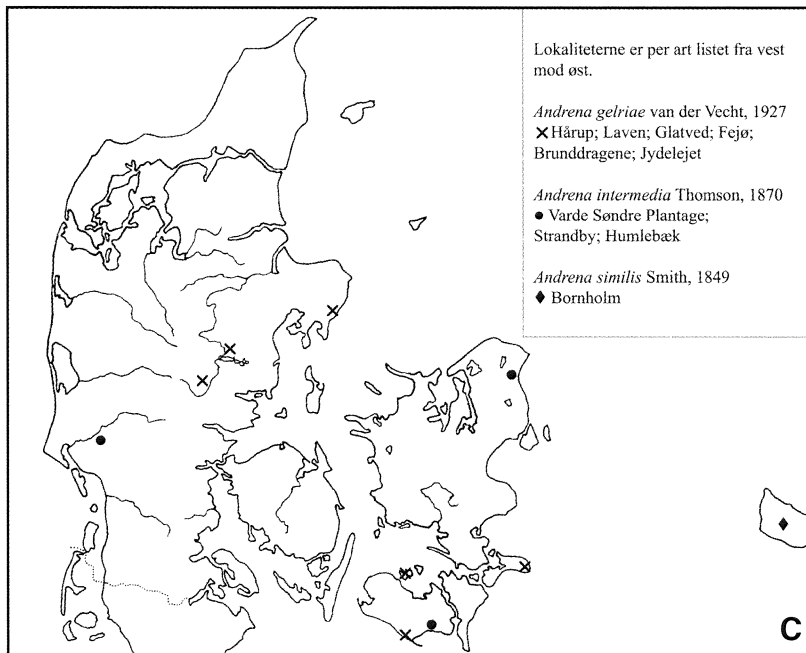 Lokaliteterne er per art listet fra vest
mod øst.
Andrena gelriae van der Vecht, 1927
Hårup; Laven; Glatved; Fejø;
Brunddragene; Jydelejet
Andrena intermedia Thomson, 1870
Varde Søndre Plantage;
Strandby; Humlebæk
Andrena similis Smith, 1849
Bornholm
C